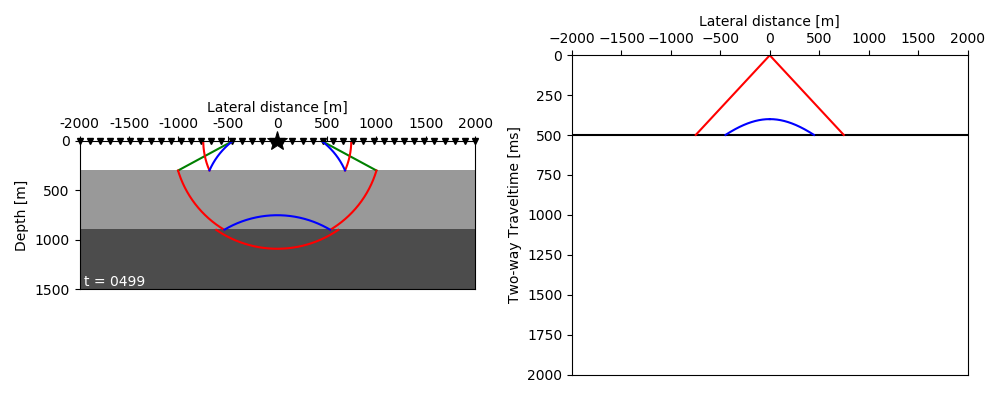 Lateral distance [m]
-2000 -1500 -1000 -500 0 500 1000 1500 2000
Depth [m]
0
500
1000
1500
t = 0499
Lateral distance [m]
−2000 −1500 −1000 −500 0 500 1000 1500 2000
Two-way Traveltime [ms]
0
250
500
750
1000
1250
1500
1750
2000